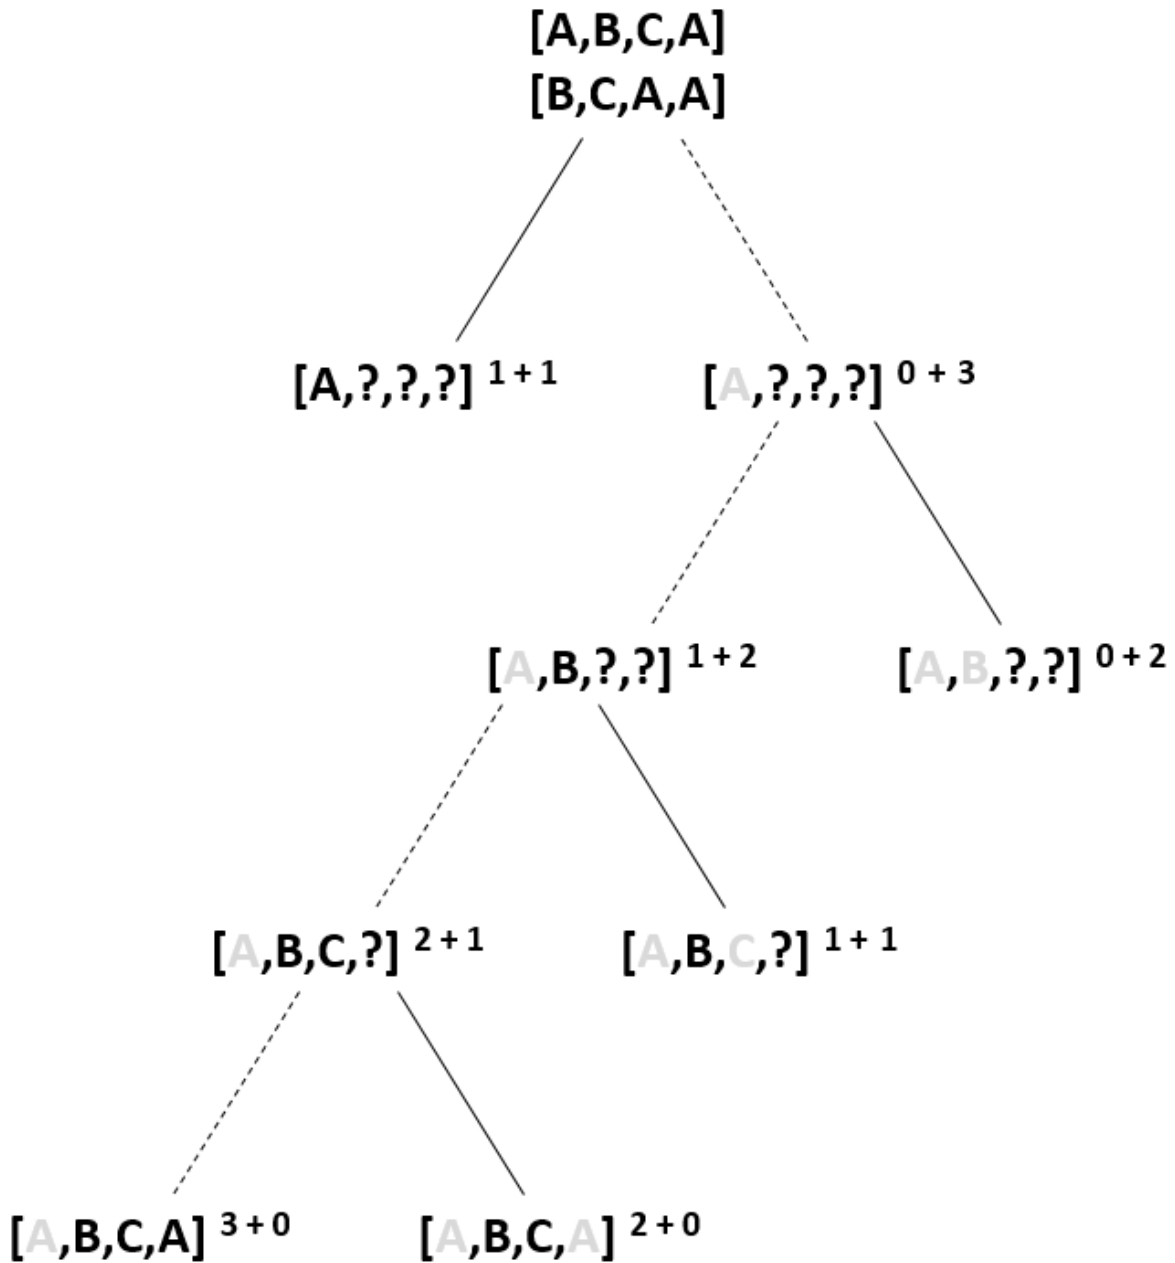 [A,B,C,A]
[B,C,A,A]
[A,?,?,?] 1 + 1
[A,?,?,?] 0 + 3
[A,B,?,?] 1 + 2
[A,B,?,?] 0 + 2
[A,B,C,?] 2 + 1
[A,B,C,?] 1 + 1
[A,B,C,A] 3 + 0
[A,B,C,A] 2 + 0